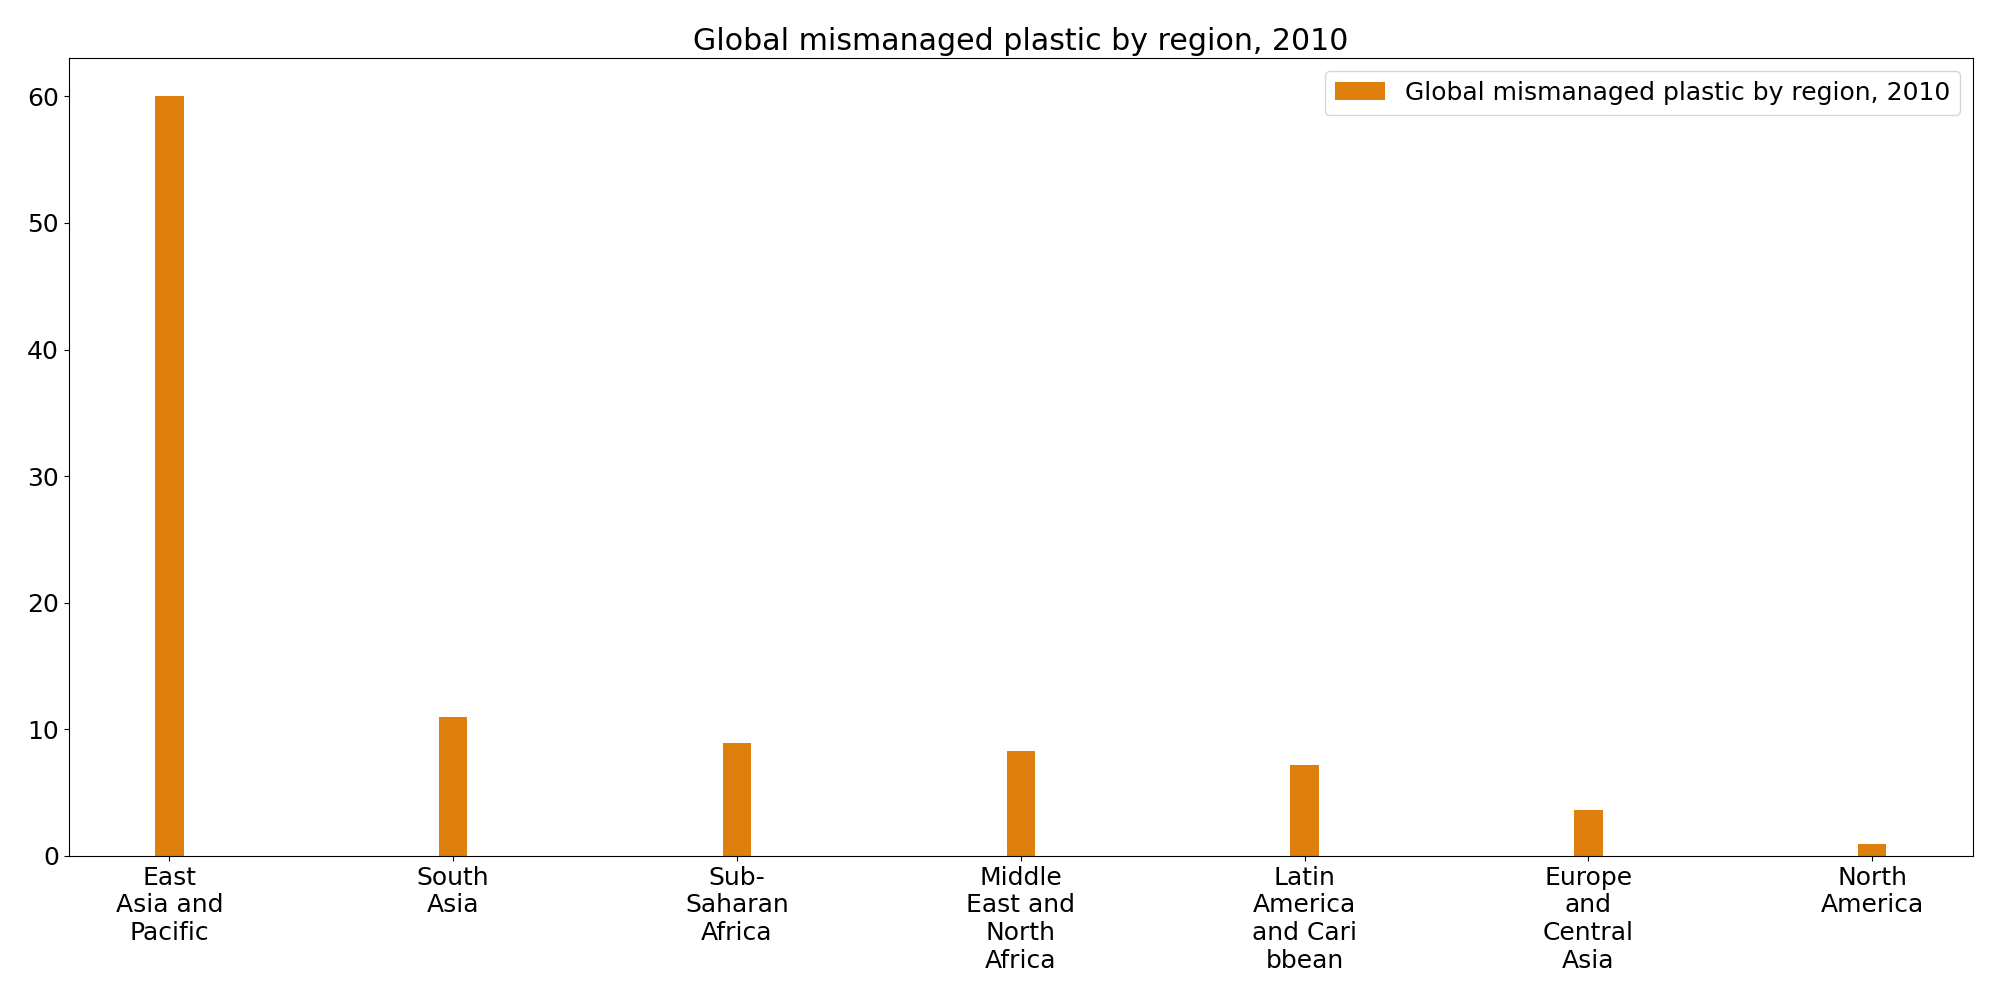 Global mismanaged plastic by region, 2010
Global mismanaged plastic by region, 2010
60
50
40
30
20
10
0
East
Asia and
Pacific
South
Asia
Sub-
Saharan
Africa
Middle
East and
North
Africa
Latin
America
and Cari
bbean
Europe
and
Central
Asia
North
America